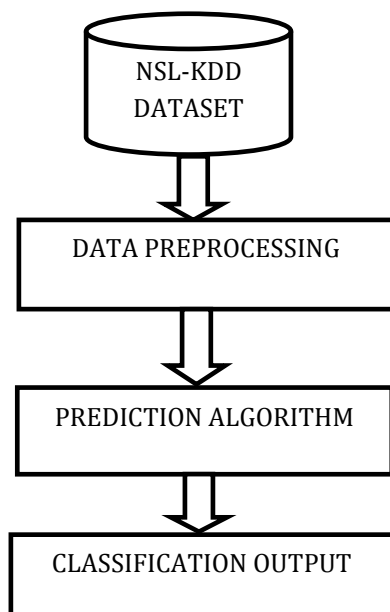 NSL-KDD
DATASET
DATA PREPROCESSING
PREDICTION ALGORITHM
CLASSIFICATION OUTPUT